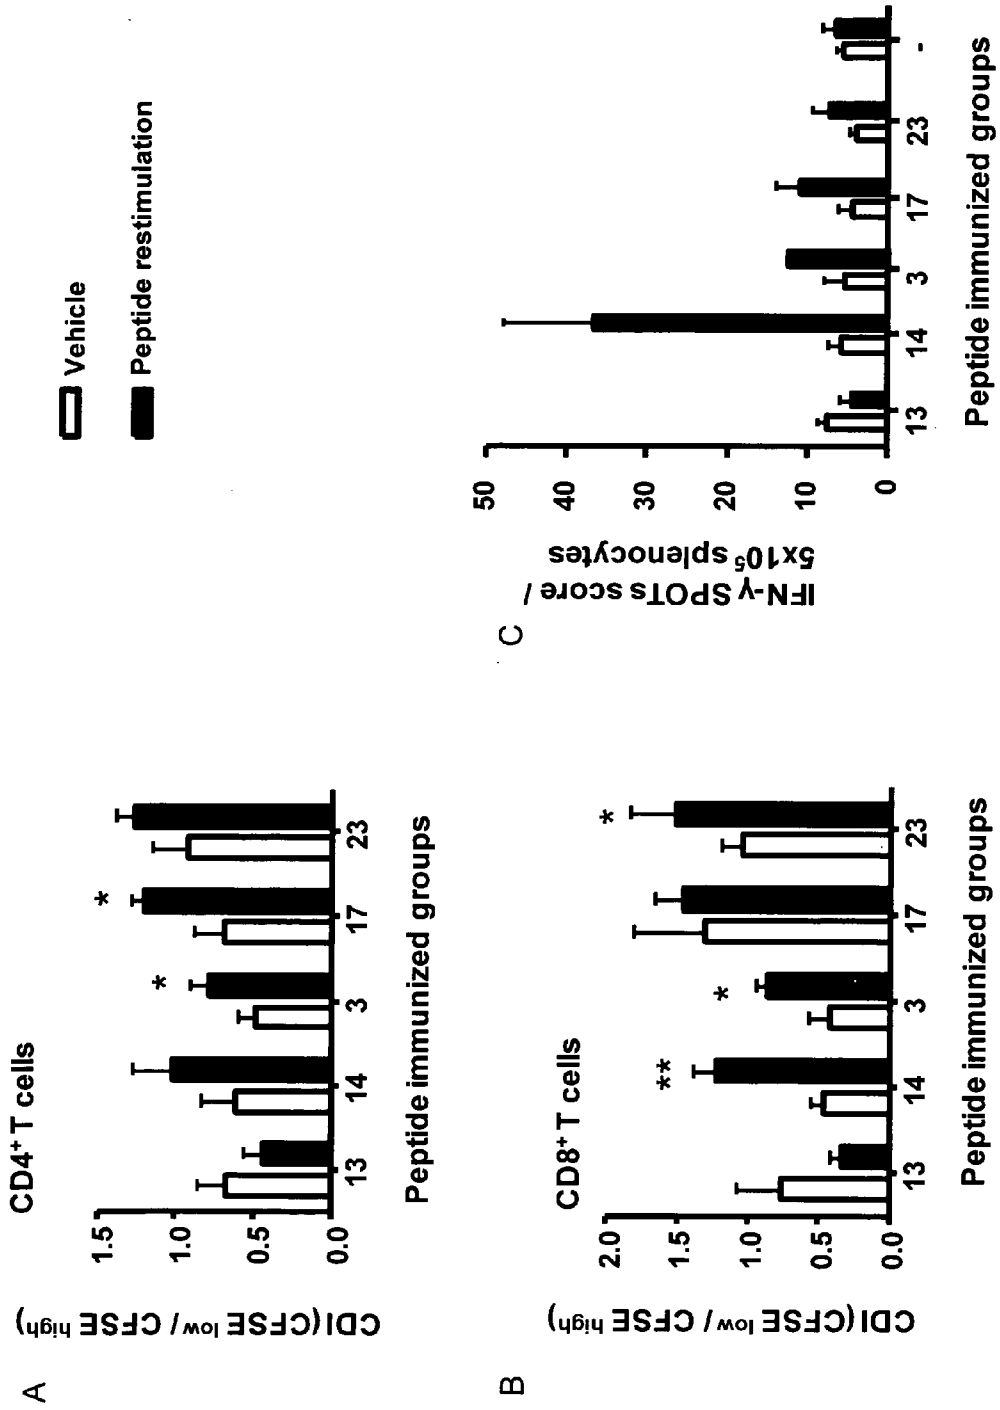 Vehicle
Peptide restimulation
A
CD4+ T cells
CDI (CFSE low / CFSE high)
1.5
1.0
0.5
0.0
*
*
13 14 3 17 23
Peptide immunized groups
B
CD8+ T cells
CDI (CFSE low / CFSE high)
2.0
1.5
1.0
0.5
0.0
**
*
*
13 14 3 17 23
Peptide immunized groups
C
IFN-γ SPOTs score /
5x10⁵ splenocytes
50
40
30
20
10
0
13 14 3 17 23 -
Peptide immunized groups